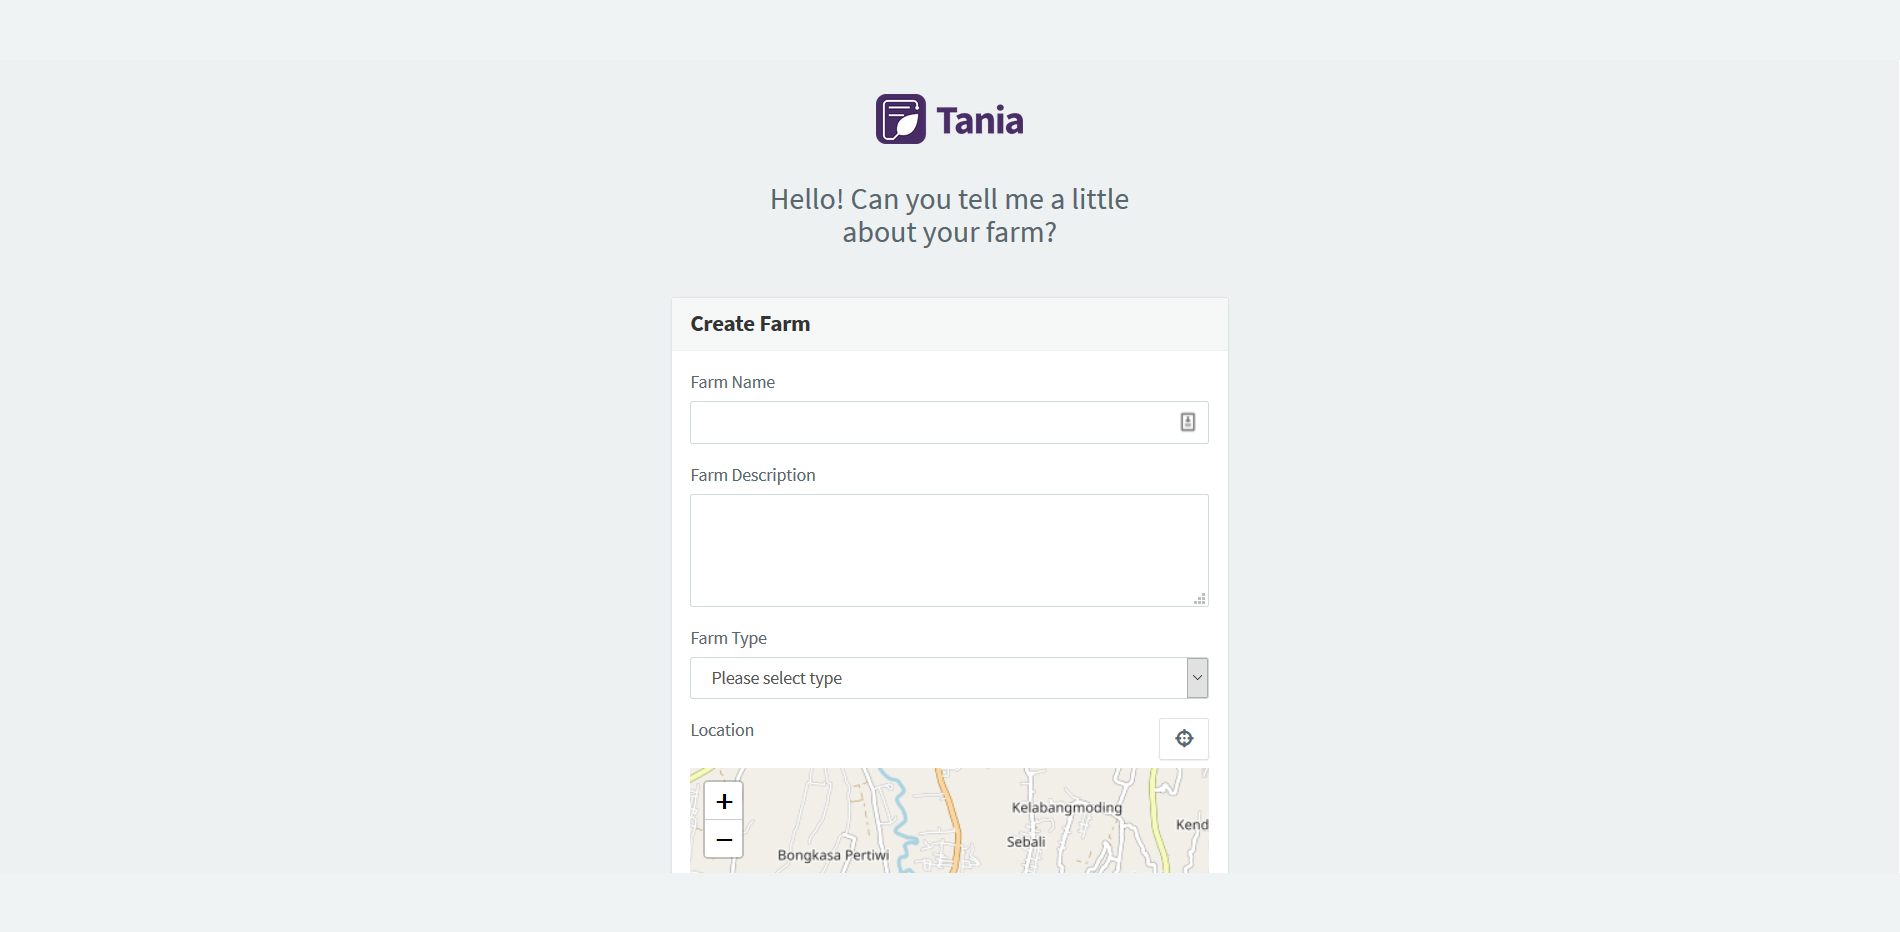 Tania
Hello! Can you tell me a little
about your farm?
Create Farm
Farm Name
Farm Description
Farm Type
Please select type
Location
+
−
Kelabangmoding
Kend
Sebali
Bongkasa Pertiwi